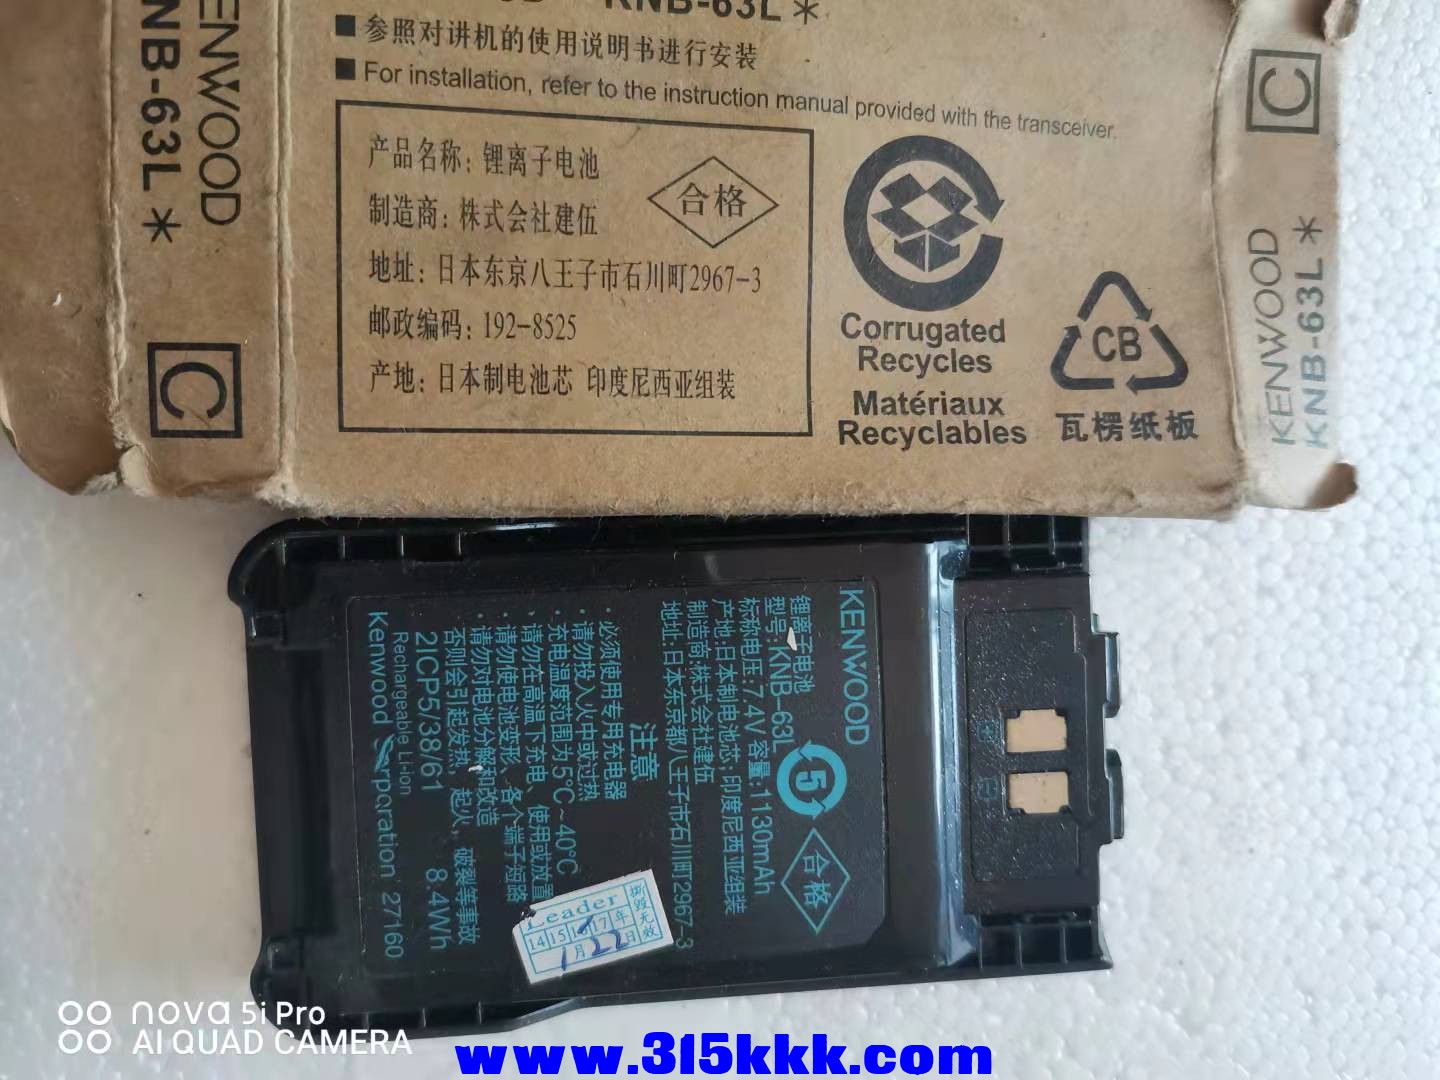 KNB-63L *
■ 参照对讲机的使用说明书进行安装
■ For installation, refer to the instruction manual provided with the transceiver.
产品名称: 锂离子电池
制造商: 株式会社建伍
地址: 日本东京八王子市石川町2967-3
邮政编码: 192-8525
产地: 日本制电池芯 印度尼西亚组装
合格
Corrugated
Recycles
Matériaux
Recyclables
CB
瓦楞纸板
KENWOOD
NB-63L *
C
C
KENWOOD
KNB-63L *
KENWOOD
锂离子电池
型号:KNB-63L
标称电压:7.4V 容量:1130mAh
产地:日本制电池芯;印度尼西亚组装
制造商:株式会社建伍
地址:日本东京都八王子市石川町2967-3
5
合格
注意
·必须使用专用充电器
·请勿投入火中或过热
·充电温度范围为5°C~40°C
·请勿在高温下充电、使用或放置
·请勿使电池变形、各个端子短路
·请勿对电池分解和改造
否则会引起发热, 起火, 破裂等事故
2ICP5/38/61 8.4Wh
Rechargeable Li-ion
Kenwood Corporation 27160
Leader
14 15 16 17 年
1月22日
撕毁无效
nova 5i Pro
AI QUAD CAMERA
www.315kkk.com